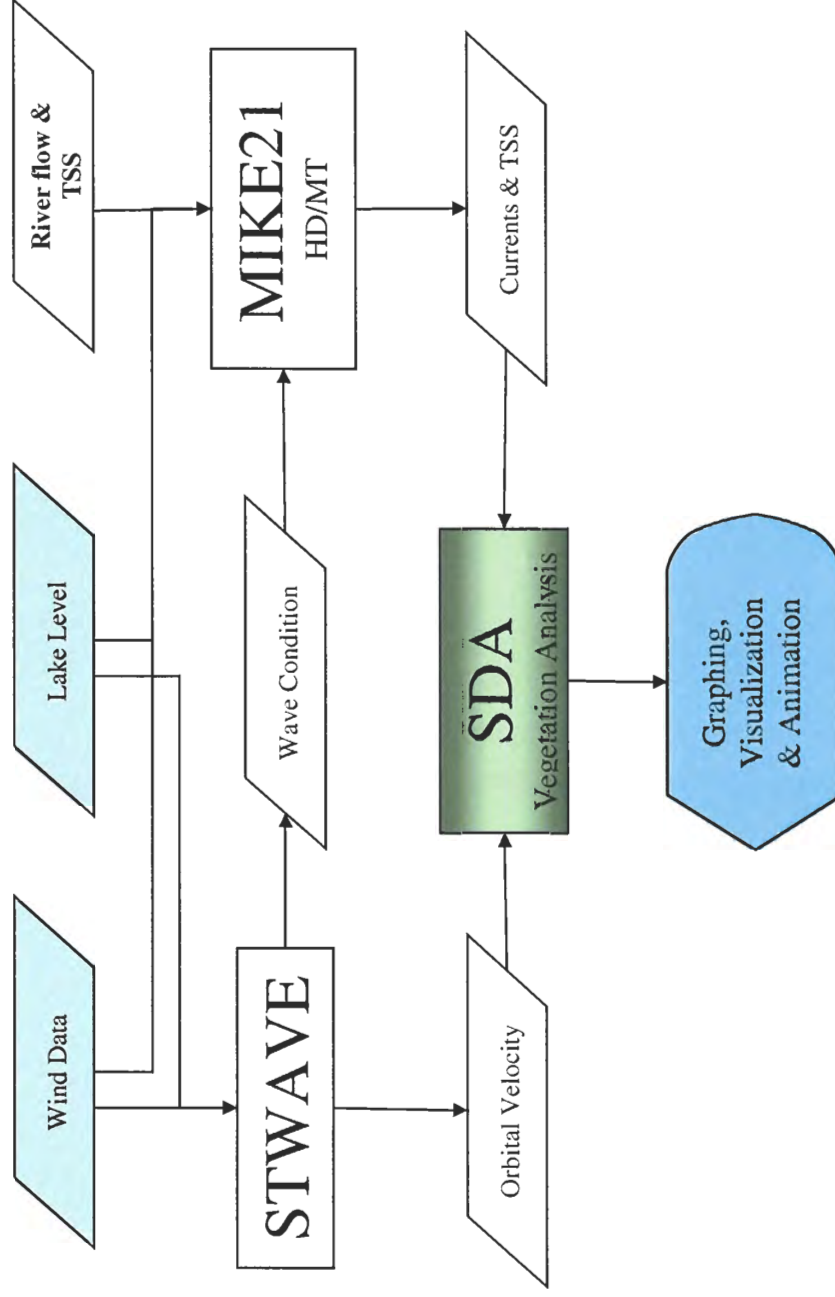 Wind Data
Lake Level
River flow &
TSS
STWAVE
Wave Condition
MIKE21
HD/MT
Orbital Velocity
SDA
Vegetation Analysis
Currents & TSS
Graphing,
Visualization
& Animation